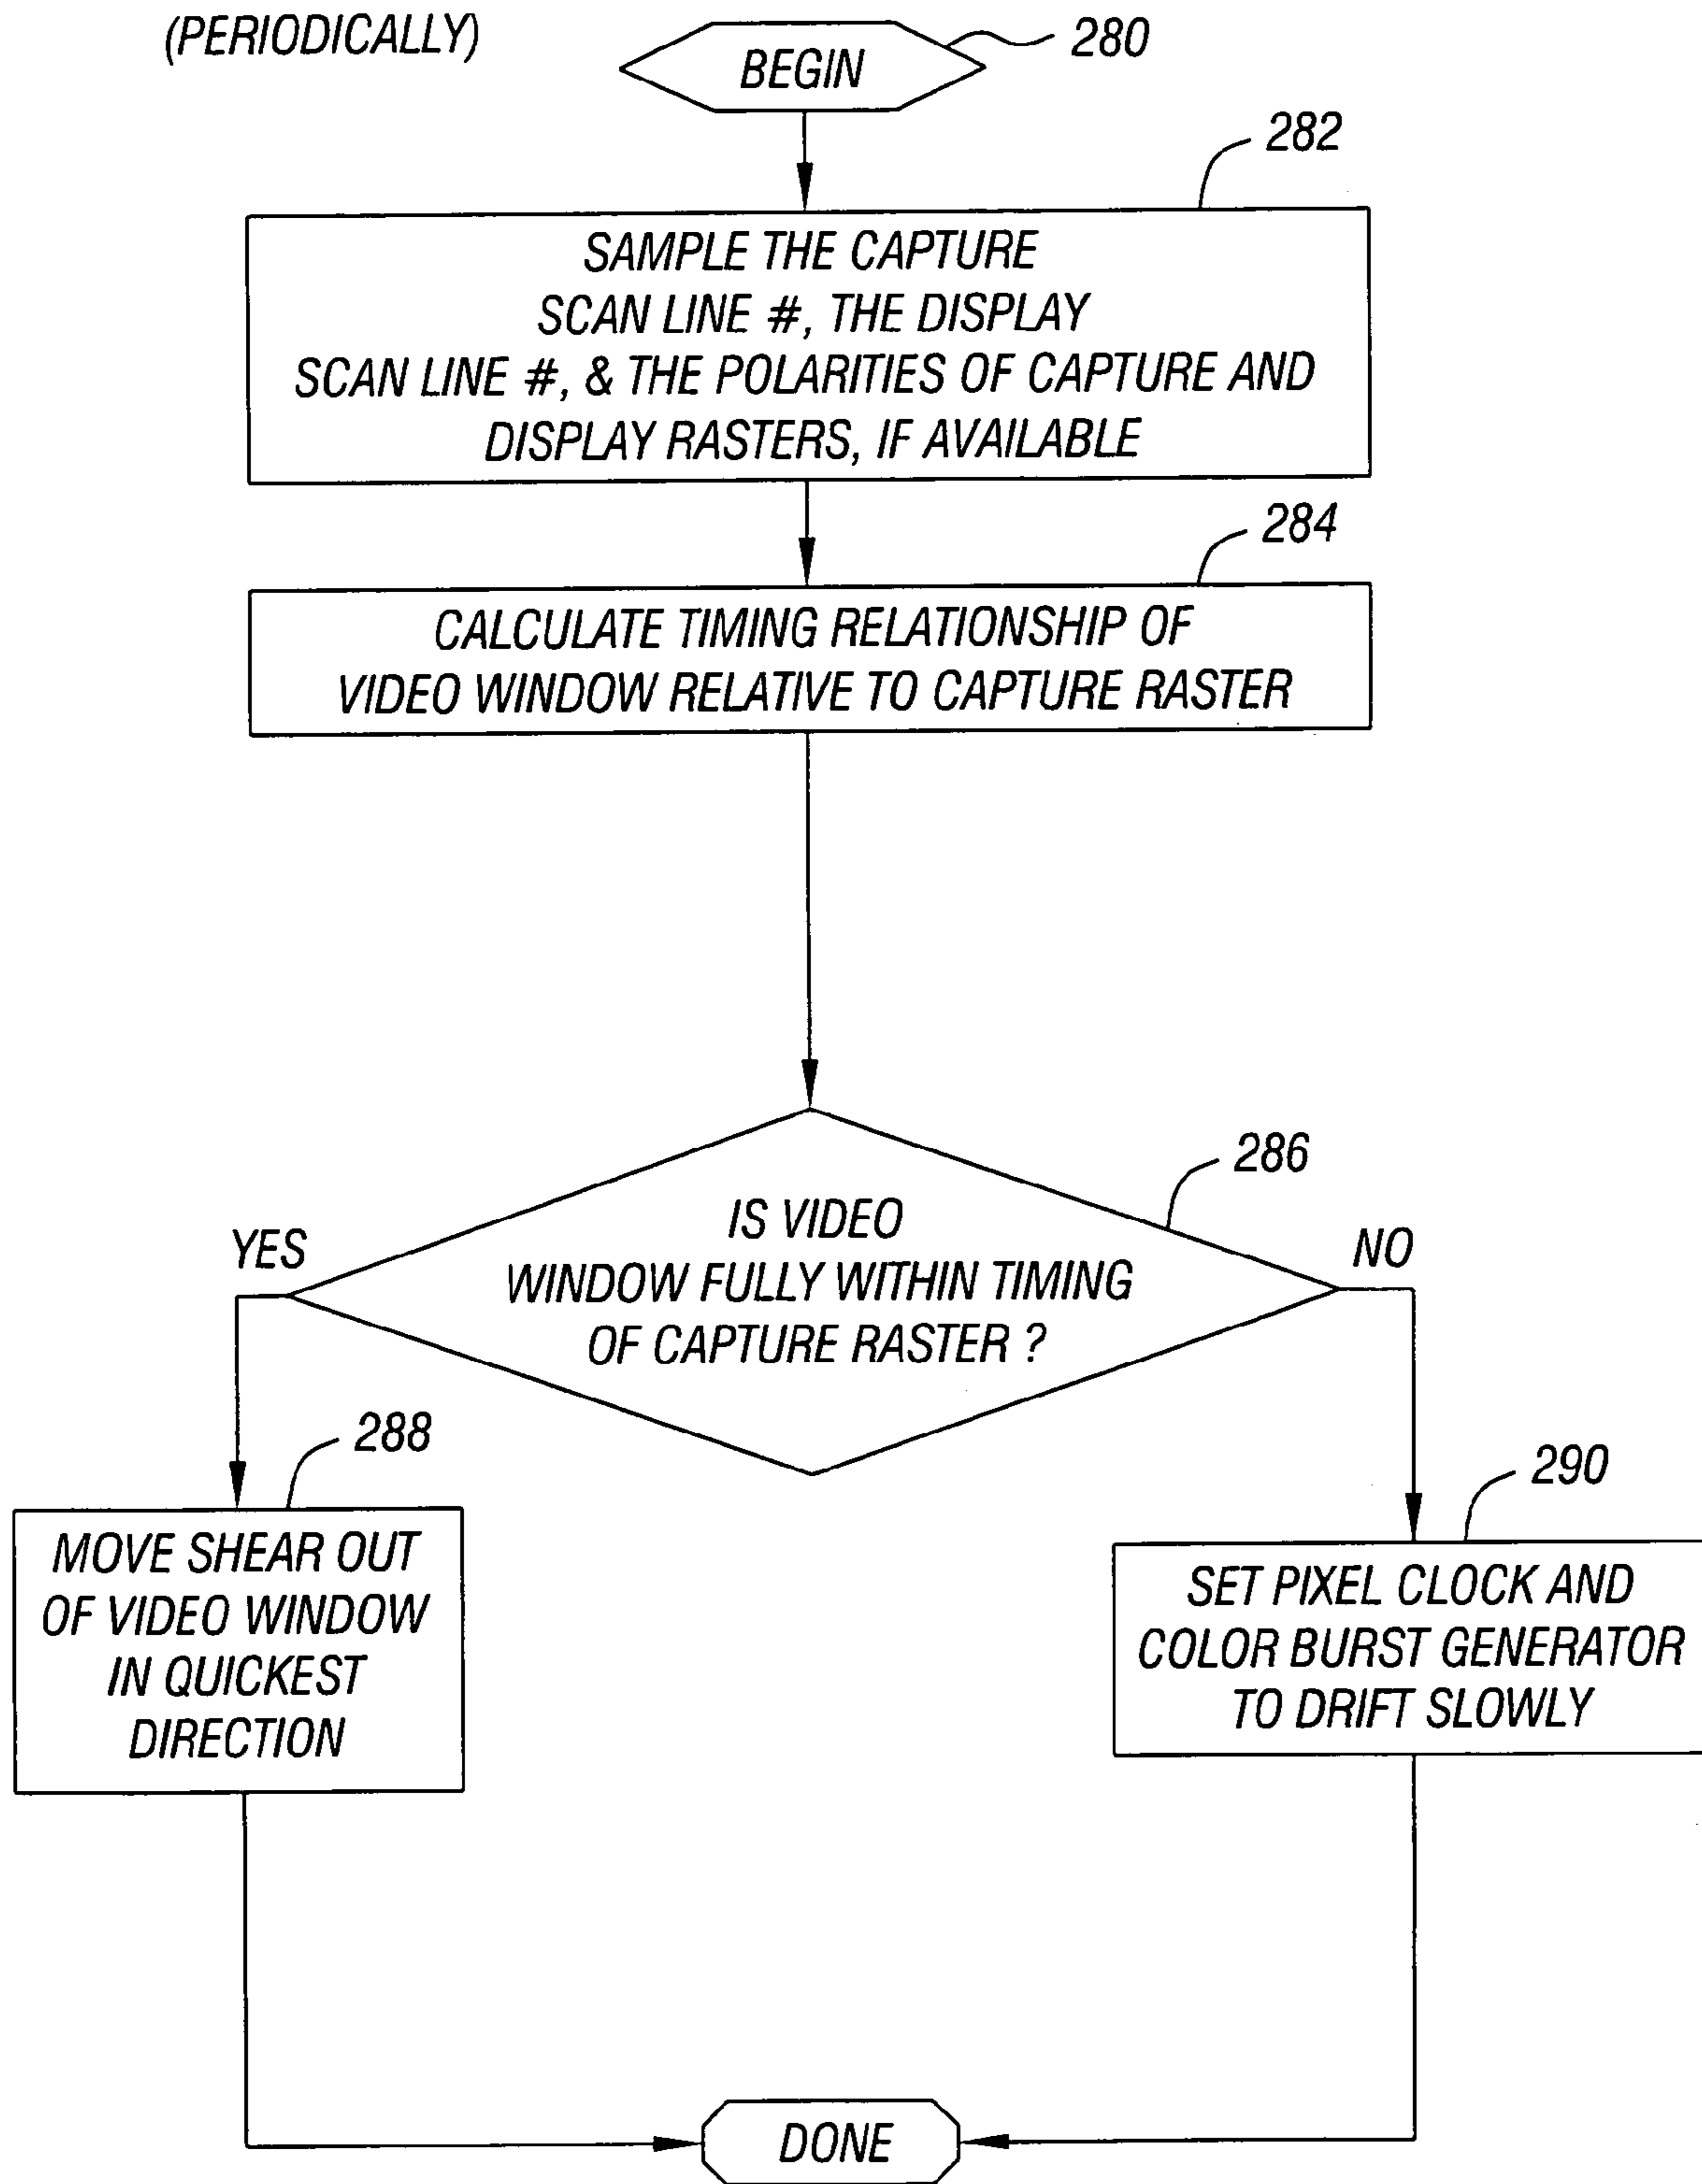 (PERIODICALLY)
BEGIN
280
282
SAMPLE THE CAPTURE
SCAN LINE #, THE DISPLAY
SCAN LINE #, & THE POLARITIES OF CAPTURE AND
DISPLAY RASTERS, IF AVAILABLE
284
CALCULATE TIMING RELATIONSHIP OF
VIDEO WINDOW RELATIVE TO CAPTURE RASTER
286
IS VIDEO
WINDOW FULLY WITHIN TIMING
OF CAPTURE RASTER ?
YES
NO
288
MOVE SHEAR OUT
OF VIDEO WINDOW
IN QUICKEST
DIRECTION
290
SET PIXEL CLOCK AND
COLOR BURST GENERATOR
TO DRIFT SLOWLY
DONE